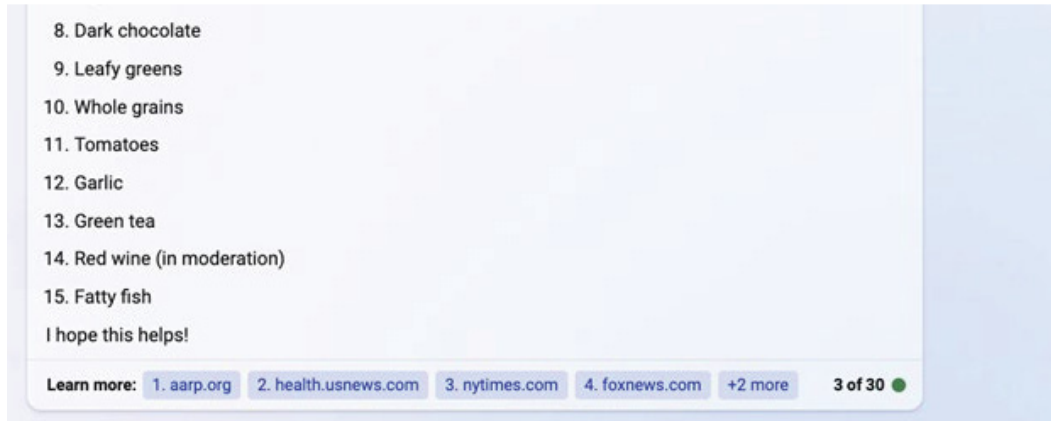 8. Dark chocolate
9. Leafy greens
10. Whole grains
11. Tomatoes
12. Garlic
13. Green tea
14. Red wine (in moderation)
15. Fatty fish
I hope this helps!
Learn more: 1. aarp.org 2. health.usnews.com 3. nytimes.com 4. foxnews.com +2 more 3 of 30